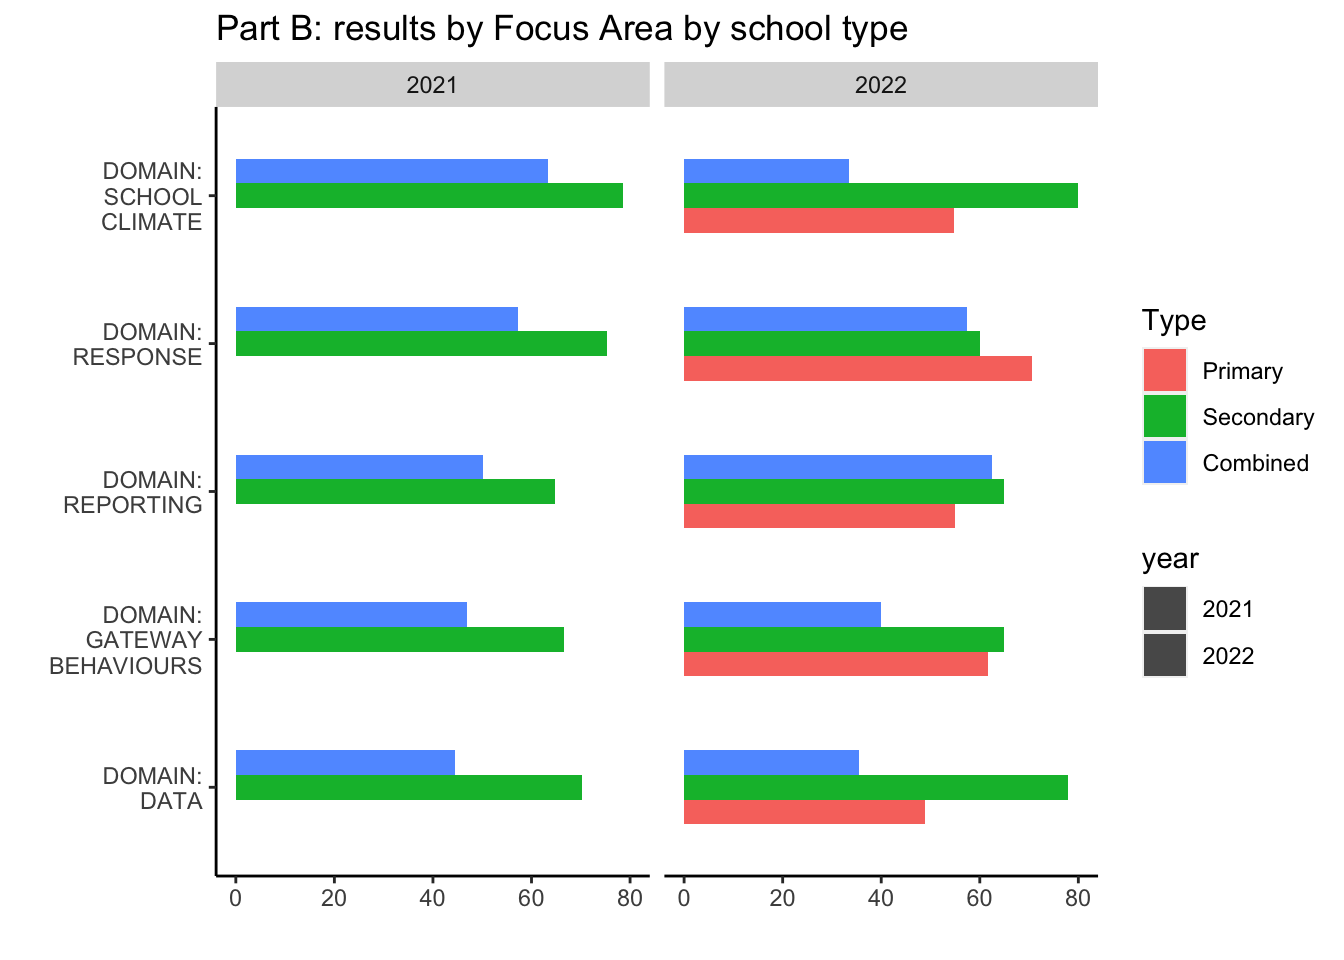 Part B: results by Focus Area by school type
2021
2022
DOMAIN:
SCHOOL
CLIMATE
DOMAIN:
RESPONSE
DOMAIN:
REPORTING
DOMAIN:
GATEWAY
BEHAVIOURS
DOMAIN:
DATA
0 20 40 60 80
0 20 40 60 80
Type
Primary
Secondary
Combined
year
2021
2022